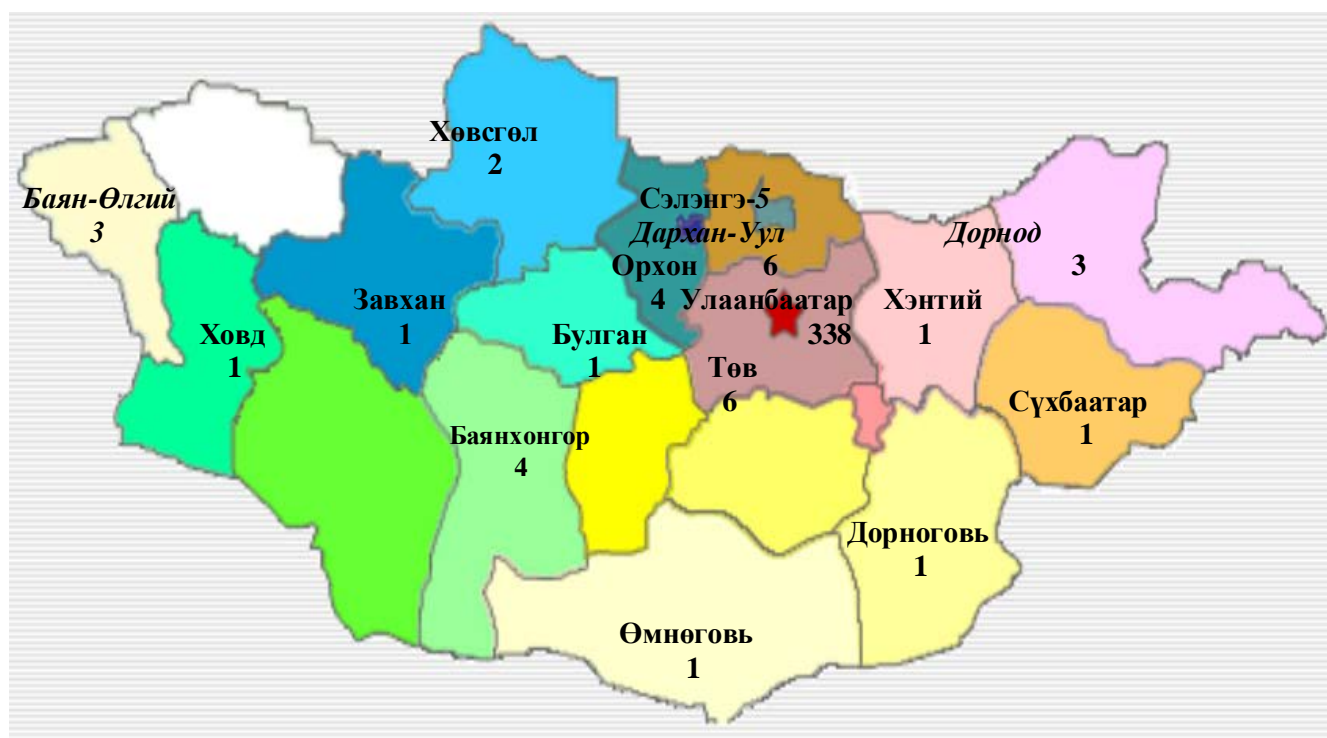 Хөвсгөл
2
Баян-Өлгий
3
Сэлэнгэ-5
Дархан-Уул
6
Дорнод
3
Орхон
4
Улаанбаатар
338
Хэнтий
1
Завхан
1
Ховд
1
Булган
1
Төв
6
Сүхбаатар
1
Баянхонгор
4
Дорноговь
1
Өмнөговь
1